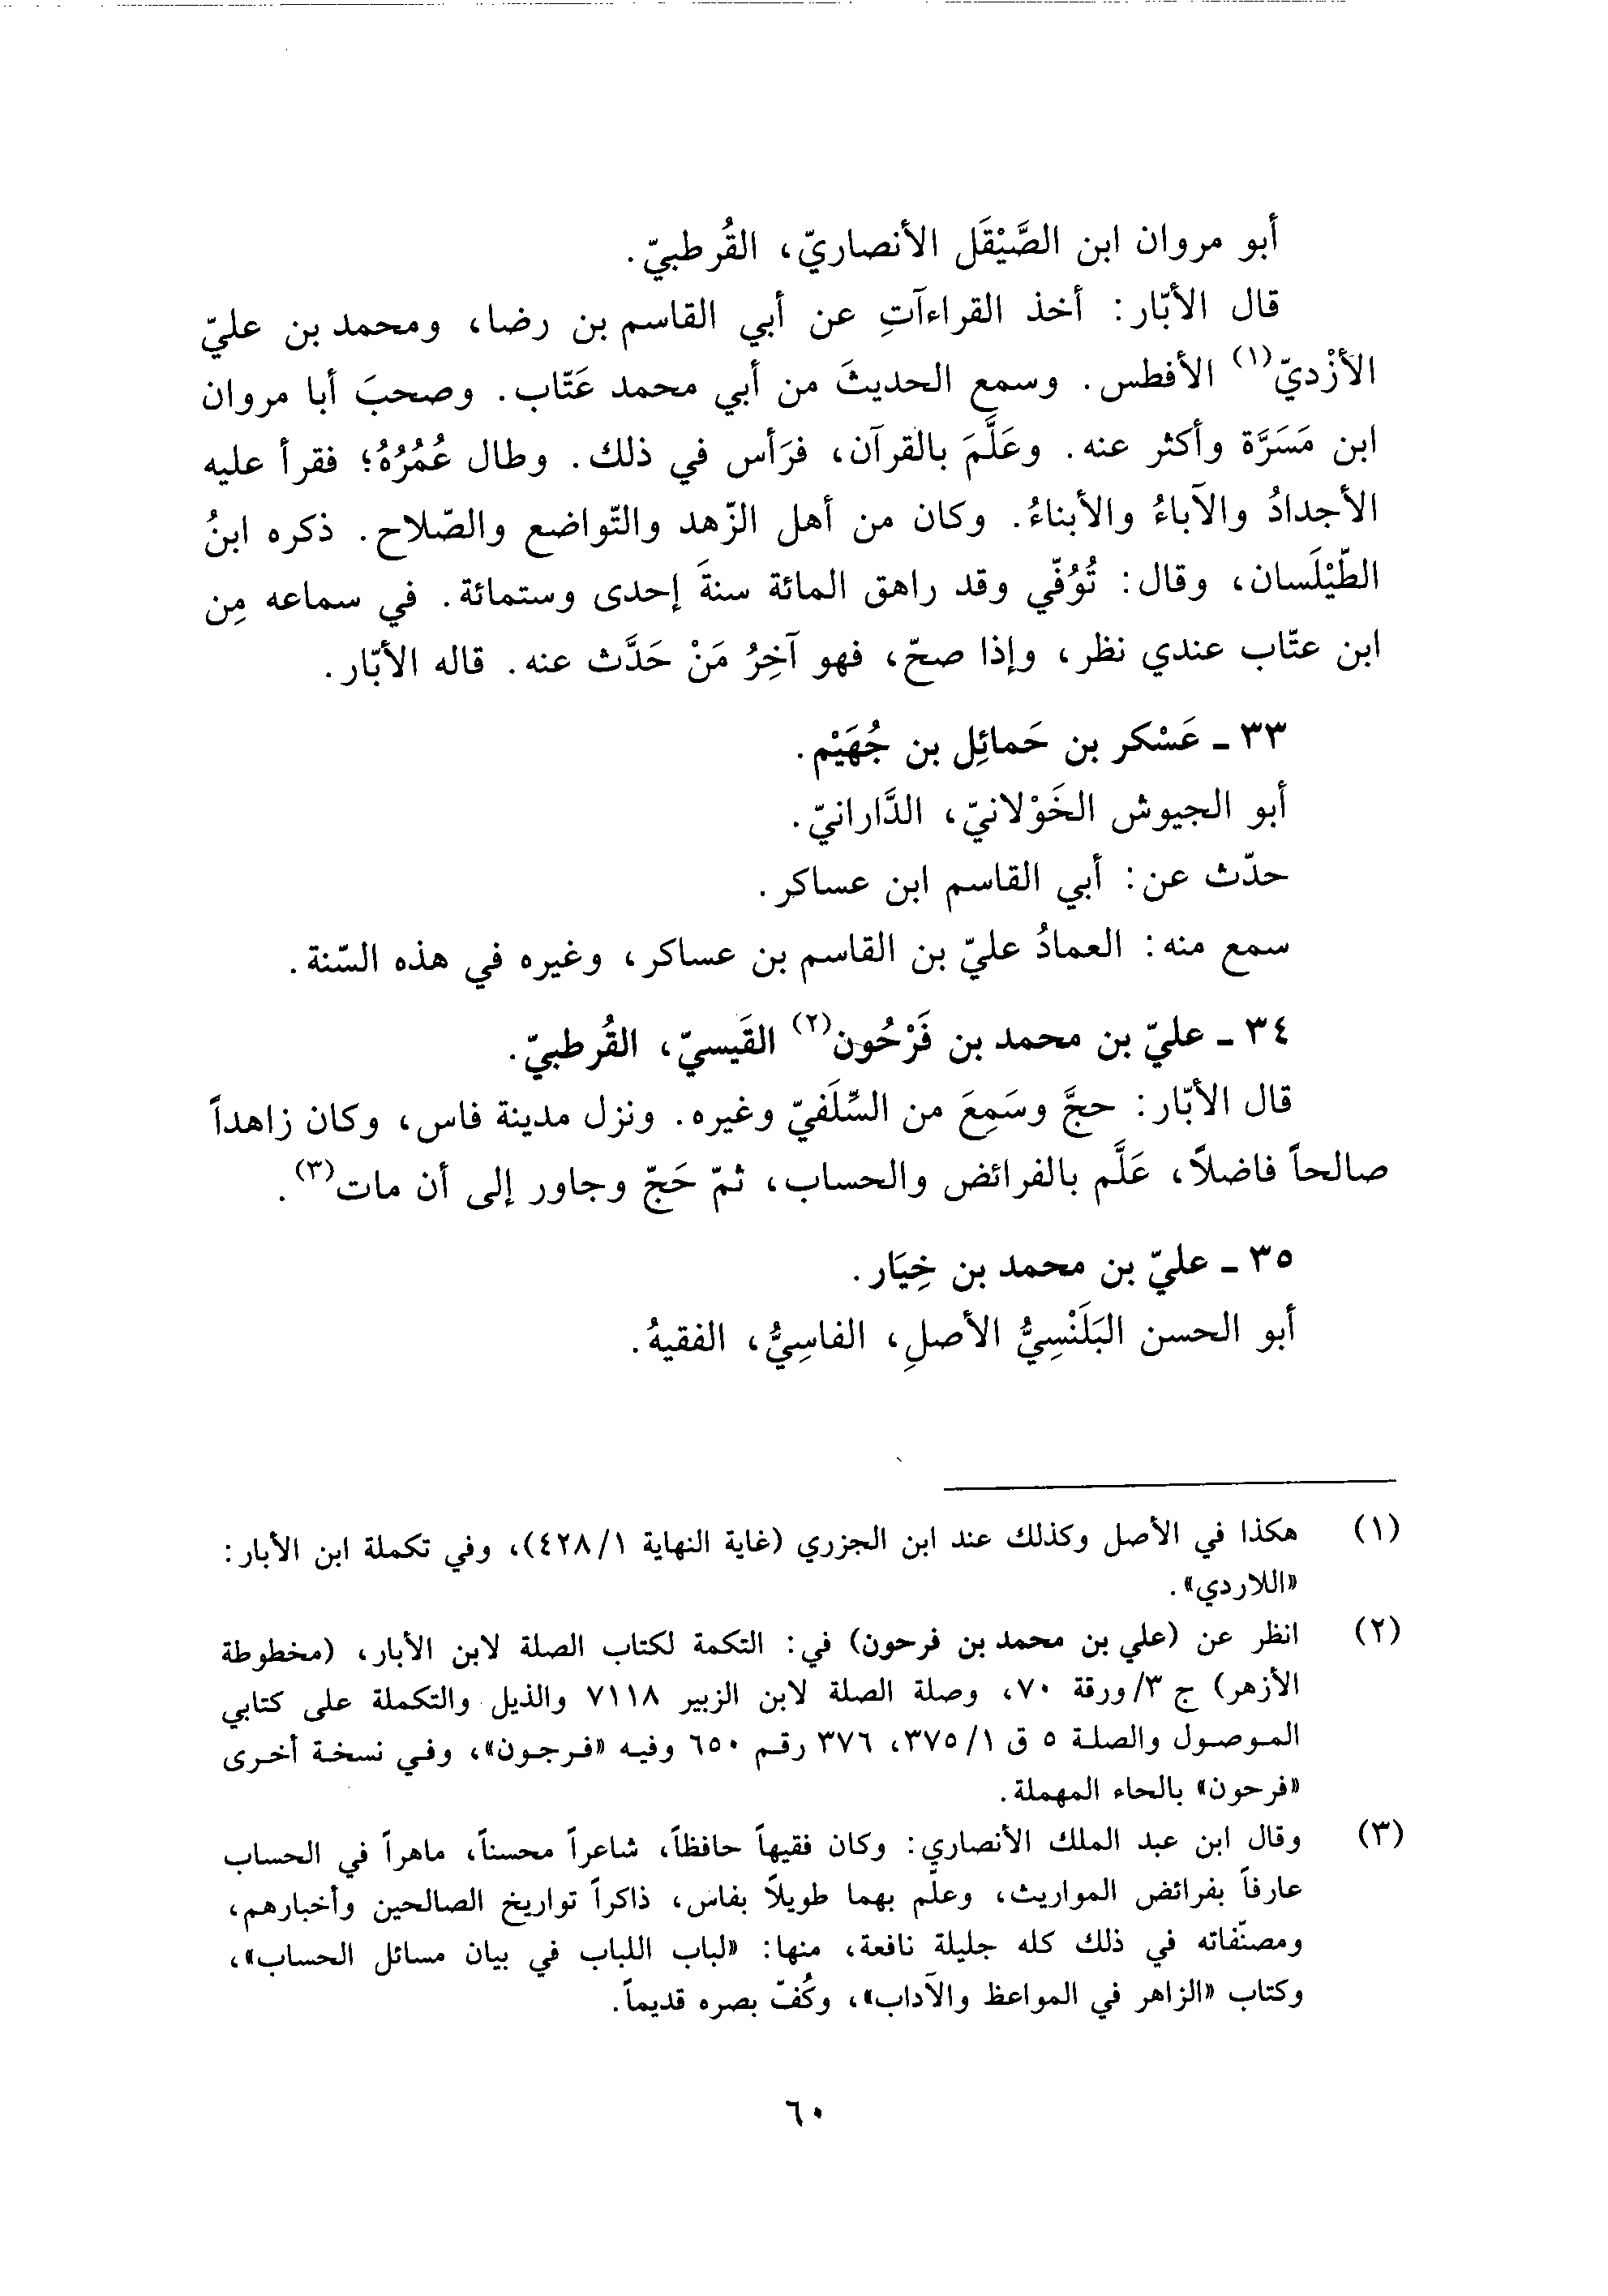 أبو مروان ابن الصَّيْقَل الأنصاريّ، القُرطبيّ.
قال الأبّار: أخذ القراءآتِ عن أبي القاسم بن رضا، ومحمد بن عليّ
الأزْديّ(١) الأفطس. وسمع الحديثَ من أبي محمد عَتّاب. وصحبَ أبا مروان
ابن مَسَرَّة وأكثر عنه. وعَلَّمَ بالقرآن، فرَأس في ذلك. وطال عُمُرُهُ؛ فقرأ عليه
الأجدادُ والآباءُ والأبناءُ. وكان من أهل الزّهد والتّواضع والصّلاح. ذكره ابنُ
الطّيْلَسان، وقال: تُوُفّي وقد راهق المائة سنةَ إحدى وستمائة. في سماعه مِن
ابن عتّاب عندي نظر، وإذا صحّ، فهو آخِرُ مَنْ حَدَّث عنه. قاله الأبّار.
٣٣ ـ عَسْكر بن حَمائِل بن جُهَيْم.
أبو الجيوش الخَوْلانيّ، الدَّارانيّ.
حدّث عن: أبي القاسم ابن عساكر.
سمع منه: العمادُ عليّ بن القاسم بن عساكر، وغيره في هذه السّنة.
٣٤ ـ عليّ بن محمد بن فَرْحُون(٢) القَيسيّ، القُرطبيّ.
قال الأبّار: حجَّ وسَمِعَ من السِّلَفيّ وغيره. ونزل مدينة فاس، وكان زاهداً
صالحاً فاضلاً، عَلَّم بالفرائض والحساب، ثمّ حَجّ وجاور إلى أن مات(٣).
٣٥ ـ عليّ بن محمد بن خِيَار.
أبو الحسن البَلَنْسِيُّ الأصلِ، الفاسِيُّ، الفقيهُ.
(١) هكذا في الأصل وكذلك عند ابن الجزري (غاية النهاية ١/٤٢٨)، وفي تكملة ابن الأبار:
«اللاردي».
(٢) انظر عن (علي بن محمد بن فرحون) في: التكمة لكتاب الصلة لابن الأبار، (مخطوطة
الأزهر) ج ٣/ورقة ٧٠، وصلة الصلة لابن الزبير ٧١١٨ والذيل والتكملة على كتابي
الموصول والصلة ٥ ق ١/٣٧٥، ٣٧٦ رقم ٦٥٠ وفيه «فرجون»، وفي نسخة أخرى
«فرحون» بالحاء المهملة.
(٣) وقال ابن عبد الملك الأنصاري: وكان فقيهاً حافظاً، شاعراً محسناً، ماهراً في الحساب
عارفاً بفرائض المواريث، وعلّم بهما طويلاً بفاس، ذاكراً تواريخ الصالحين وأخبارهم،
ومصنّفاته في ذلك كله جليلة نافعة، منها: «لباب اللباب في بيان مسائل الحساب»،
وكتاب «الزاهر في المواعظ والآداب»، وكُفّ بصره قديماً.
٦٠